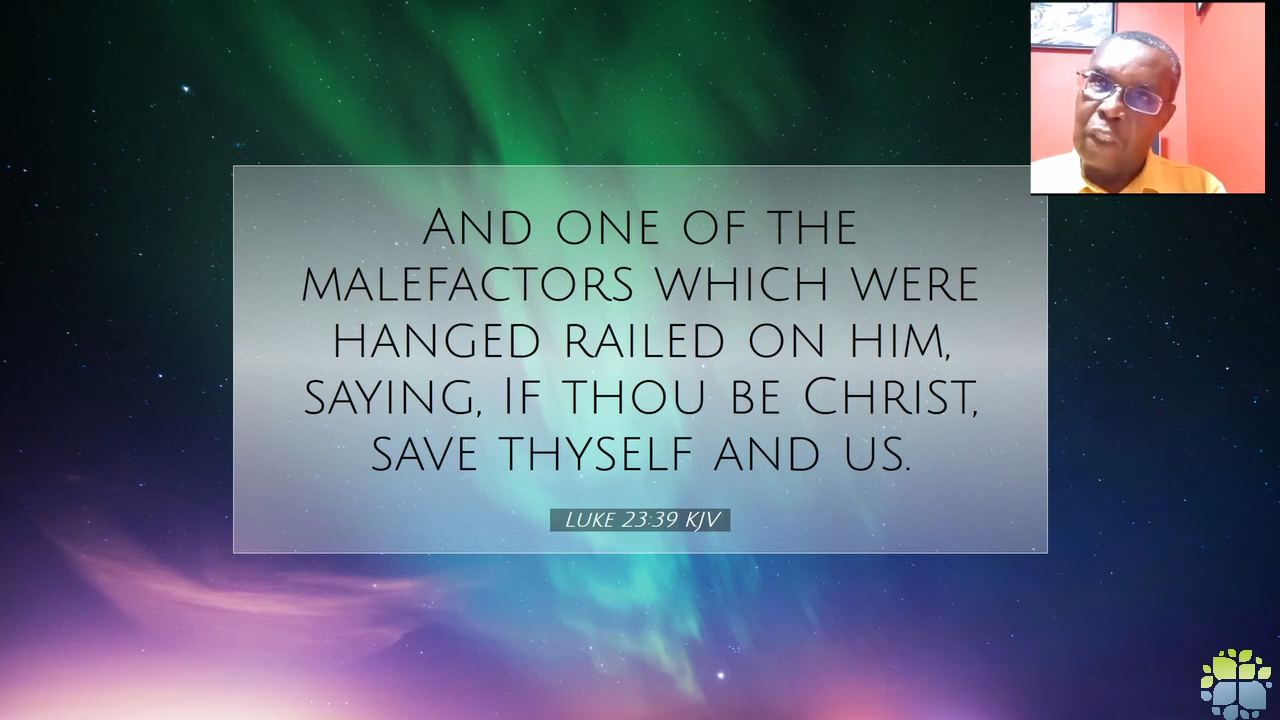 And one of the
malefactors which were
hanged railed on him,
saying, If thou be Christ,
save thyself and us.
Luke 23:39 KJV